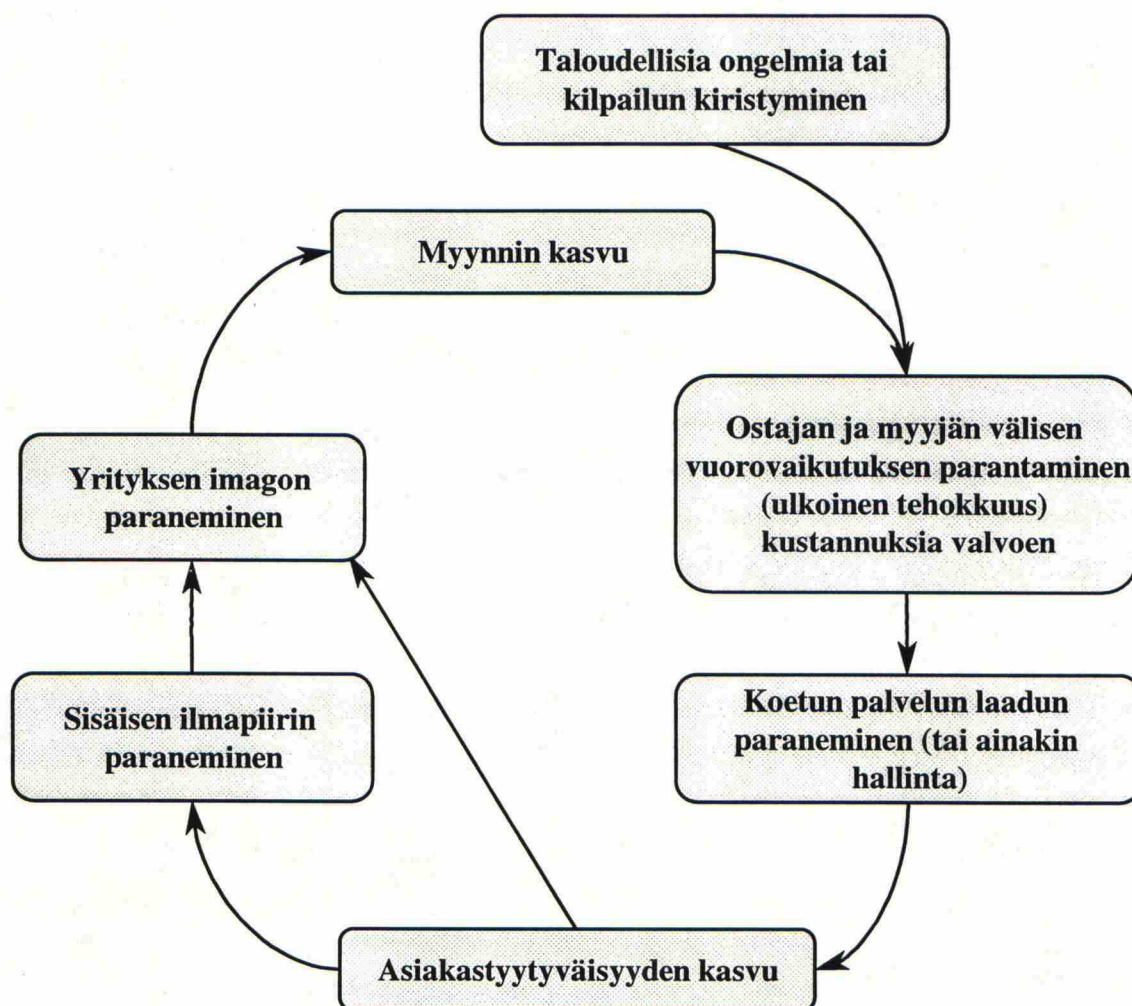 Taloudellisia ongelmia tai
kilpailun kiristyminen
Myynnin kasvu
Ostajan ja myyjän välisen
vuorovaikutuksen parantaminen
(ulkoinen tehokkuus)
kustannuksia valvoen
Yrityksen imagon
paraneminen
Sisäisen ilmapiirin
paraneminen
Koetun palvelun laadun
paraneminen (tai ainakin
hallinta)
Asiakastyytyväisyyden kasvu